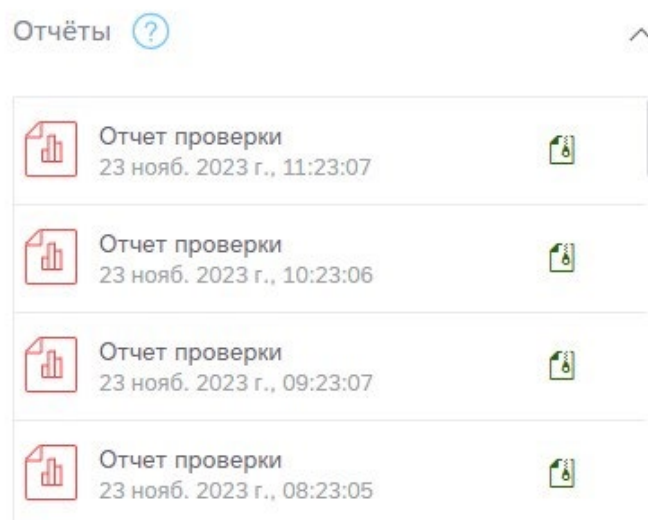 Отчёты ?
Отчет проверки
23 нояб. 2023 г., 11:23:07
Отчет проверки
23 нояб. 2023 г., 10:23:06
Отчет проверки
23 нояб. 2023 г., 09:23:07
Отчет проверки
23 нояб. 2023 г., 08:23:05